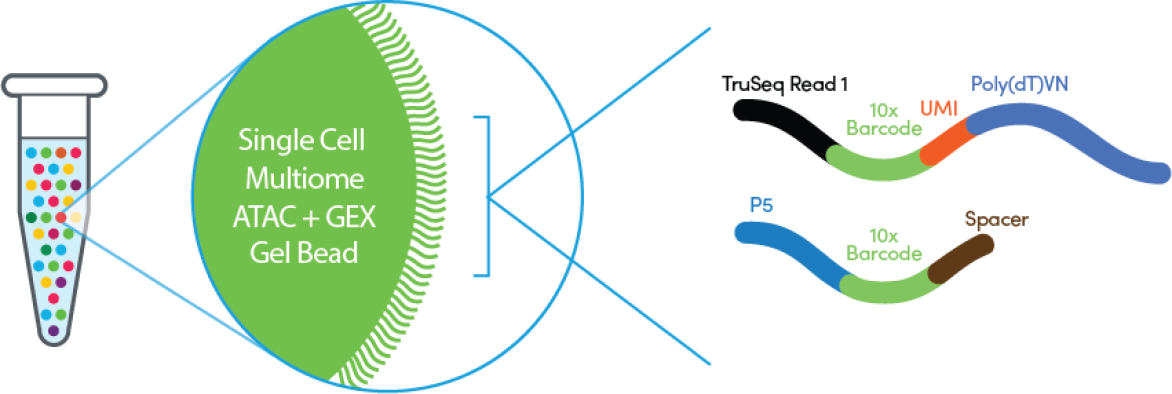 Single Cell
Multiome
ATAC + GEX
Gel Bead
TruSeq Read 1
10x
Barcode
UMI
Poly(dT)VN
P5
10x
Barcode
Spacer